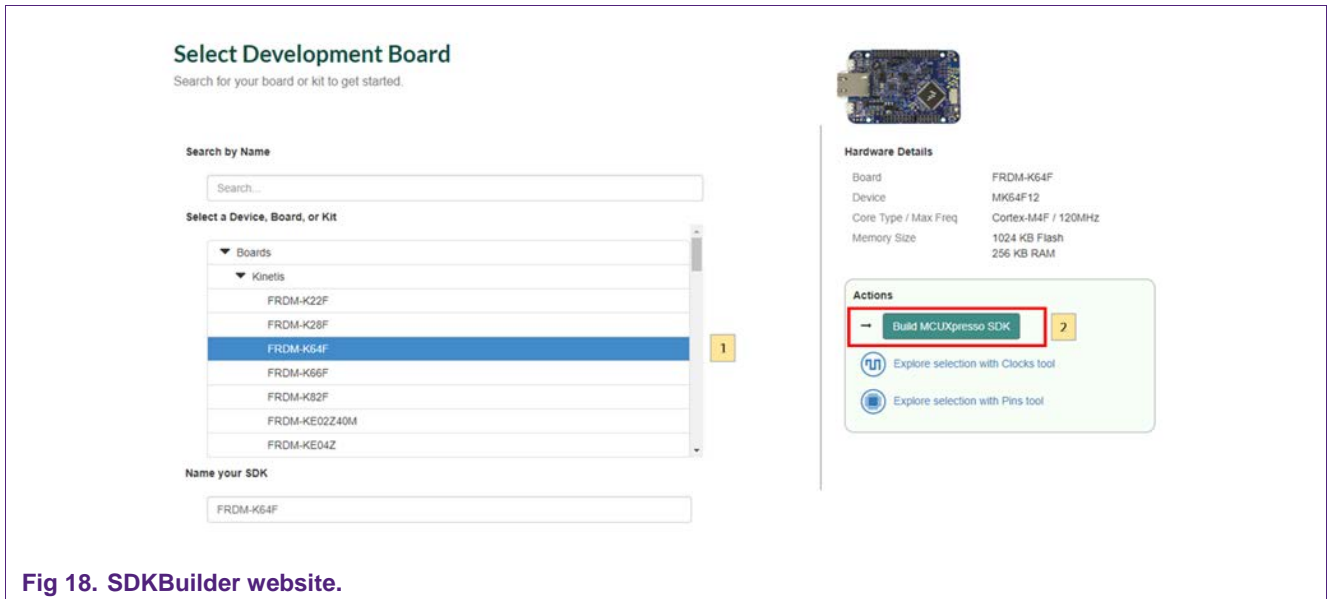 Select Development Board
Search for your board or kit to get started.
Search by Name
Search...
Select a Device, Board, or Kit
Boards
Kinetis
FRDM-K22F
FRDM-K28F
FRDM-K64F
1
FRDM-K66F
FRDM-K82F
FRDM-KE02Z40M
FRDM-KE04Z
Name your SDK
FRDM-K64F
Hardware Details
Board FRDM-K64F
Device MK64F12
Core Type / Max Freq Cortex-M4F / 120MHz
Memory Size 1024 KB Flash
256 KB RAM
Actions
Build MCUXpresso SDK 2
Explore selection with Clocks tool
Explore selection with Pins tool
Fig 18. SDKBuilder website.